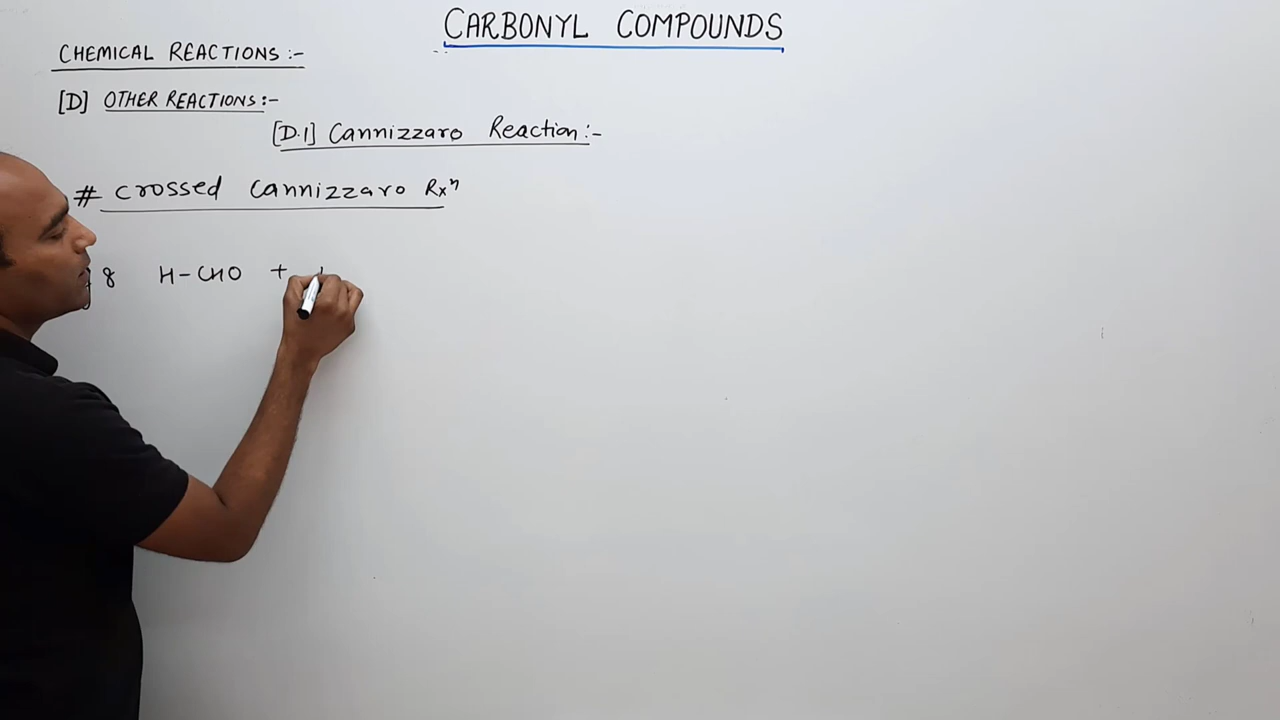 CARBONYL COMPOUNDS
CHEMICAL REACTIONS :-
[D] OTHER REACTIONS :-
[D.1] Cannizzaro Reaction :-
# Crossed Cannizzaro Rxⁿ
H-CHO +